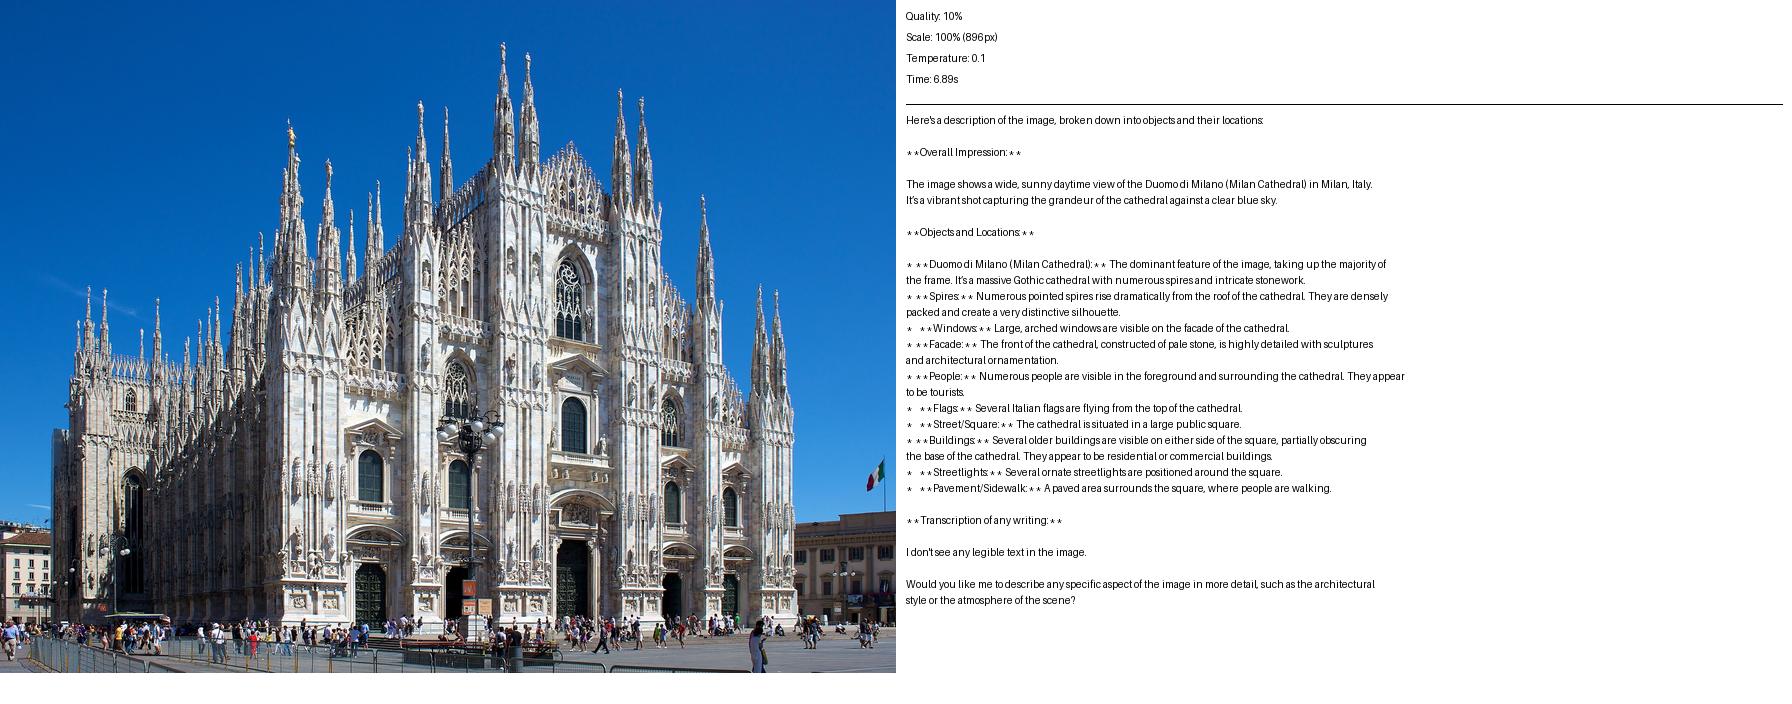 Quality: 10%
Scale: 100% (896px)
Temperature: 0.1
Time: 6.89s
Here's a description of the image, broken down into objects and their locations:
**Overall Impression:**
The image shows a wide, sunny daytime view of the Duomo di Milano (Milan Cathedral) in Milan, Italy.
It's a vibrant shot capturing the grandeur of the cathedral against a clear blue sky.
**Objects and Locations:**
* **Duomo di Milano (Milan Cathedral):** The dominant feature of the image, taking up the majority of
the frame. It's a massive Gothic cathedral with numerous spires and intricate stonework.
* **Spires:** Numerous pointed spires rise dramatically from the roof of the cathedral. They are densely
packed and create a very distinctive silhouette.
* **Windows:** Large, arched windows are visible on the facade of the cathedral.
* **Facade:** The front of the cathedral, constructed of pale stone, is highly detailed with sculptures
and architectural ornamentation.
* **People:** Numerous people are visible in the foreground and surrounding the cathedral. They appear
to be tourists.
* **Flags:** Several Italian flags are flying from the top of the cathedral.
* **Street/Square:** The cathedral is situated in a large public square.
* **Buildings:** Several older buildings are visible on either side of the square, partially obscuring
the base of the cathedral. They appear to be residential or commercial buildings.
* **Streetlights:** Several ornate streetlights are positioned around the square.
* **Pavement/Sidewalk:** A paved area surrounds the square, where people are walking.
**Transcription of any writing:**
I don't see any legible text in the image.
Would you like me to describe any specific aspect of the image in more detail, such as the architectural
style or the atmosphere of the scene?